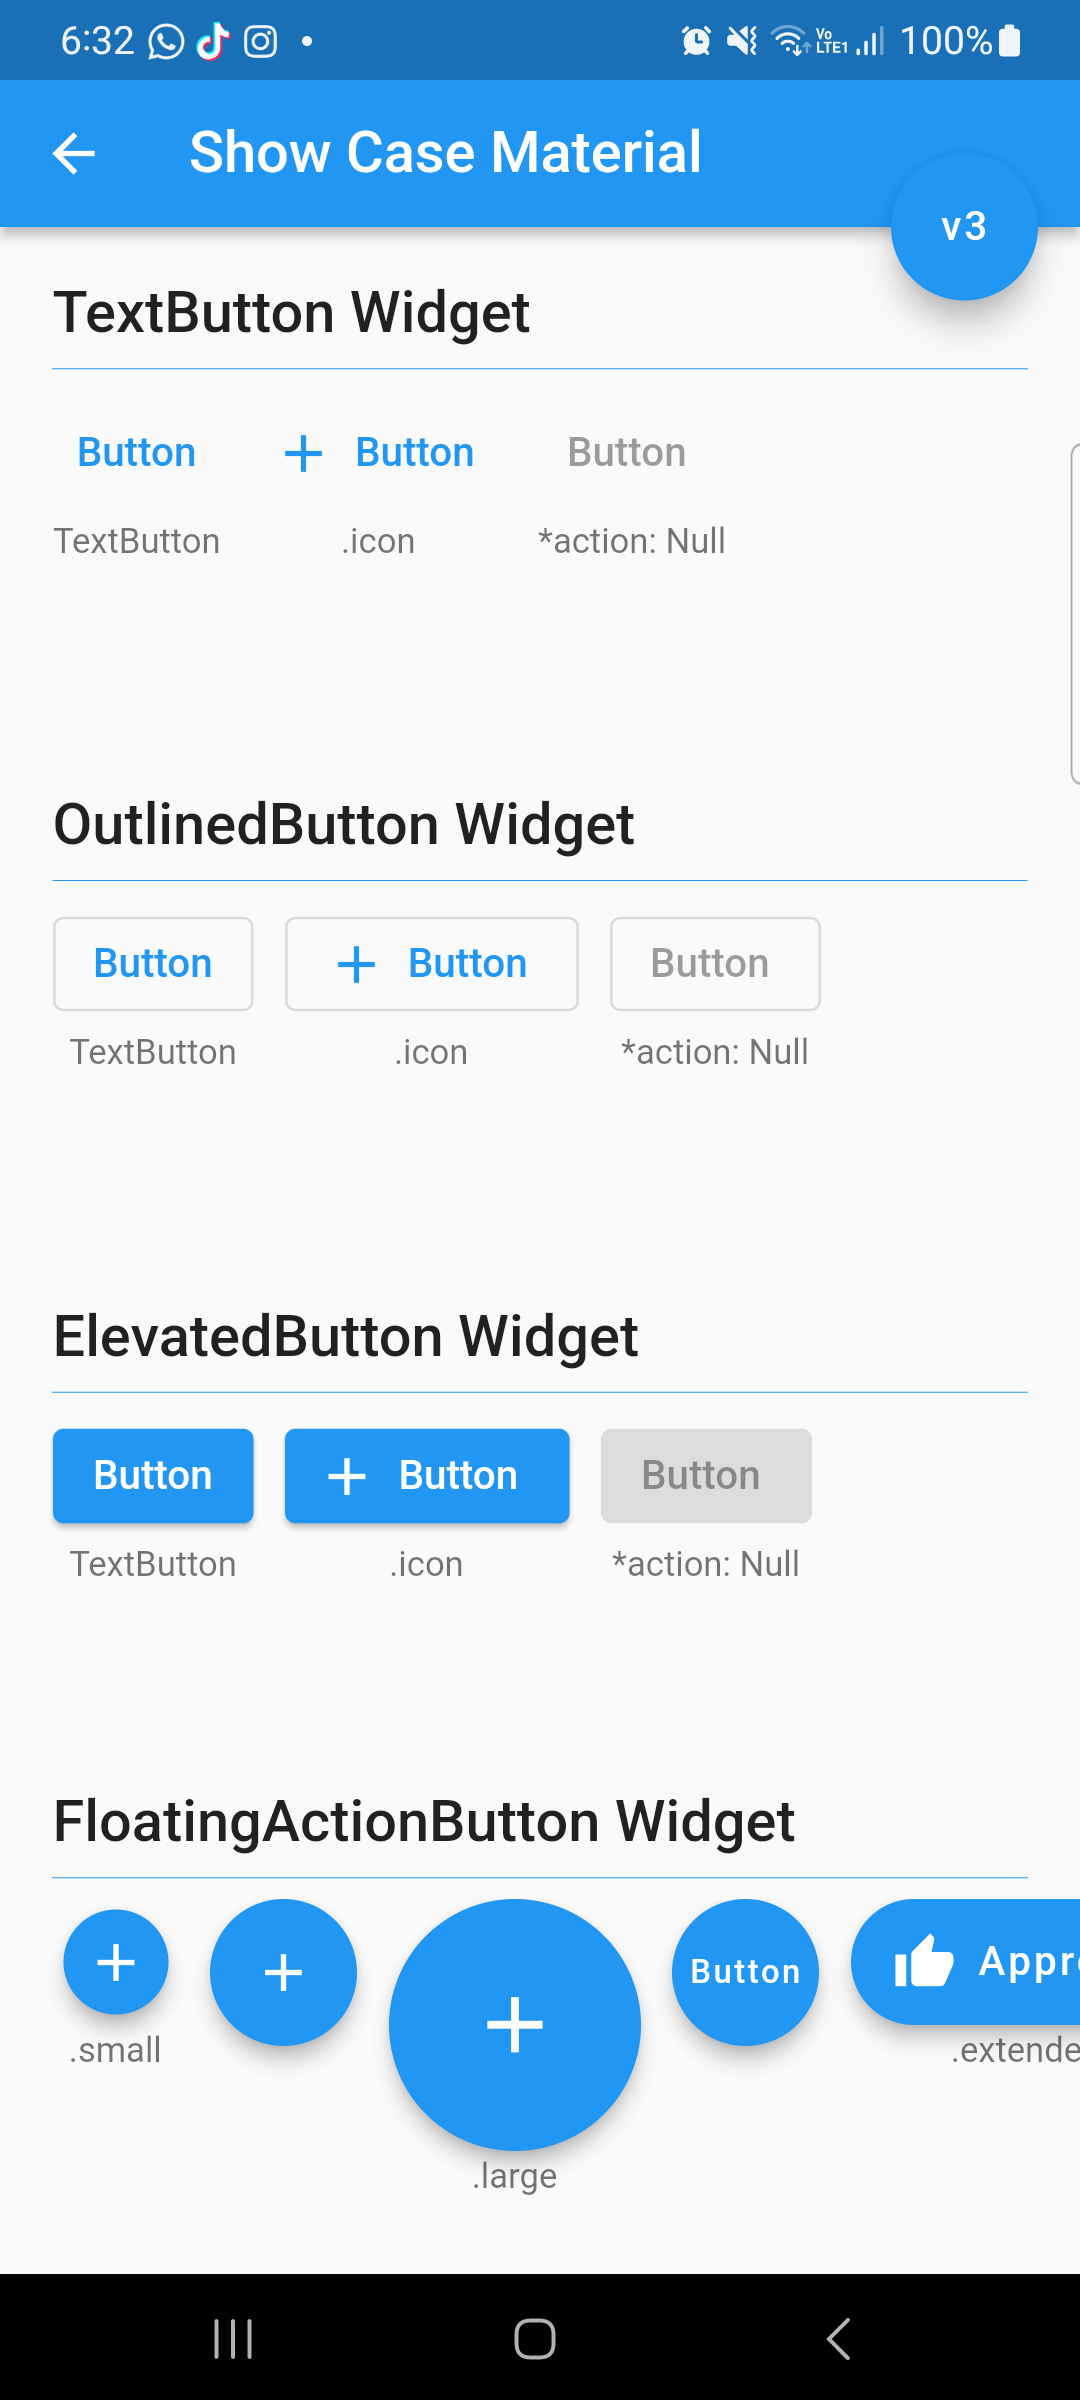 6:32 Vo LTE1 100%
Show Case Material
v3
TextButton Widget
Button Button Button
TextButton .icon *action: Null
OutlinedButton Widget
Button Button Button
TextButton .icon *action: Null
ElevatedButton Widget
Button Button Button
TextButton .icon *action: Null
FloatingActionButton Widget
Button Appr
.small .extende
.large